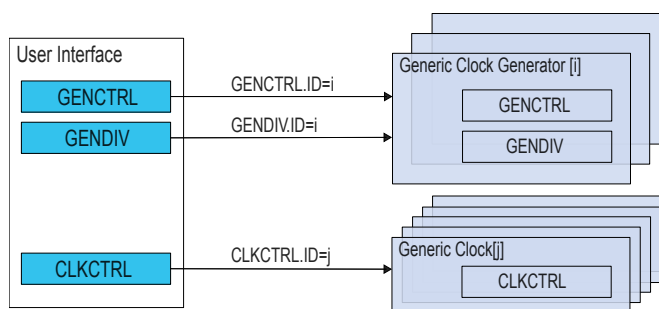 User Interface
GENCTRL
GENDIV
CLKCTRL
GENCTRL.ID=i
GENDIV.ID=i
CLKCTRL.ID=j
Generic Clock Generator [i]
GENCTRL
GENDIV
Generic Clock[j]
CLKCTRL